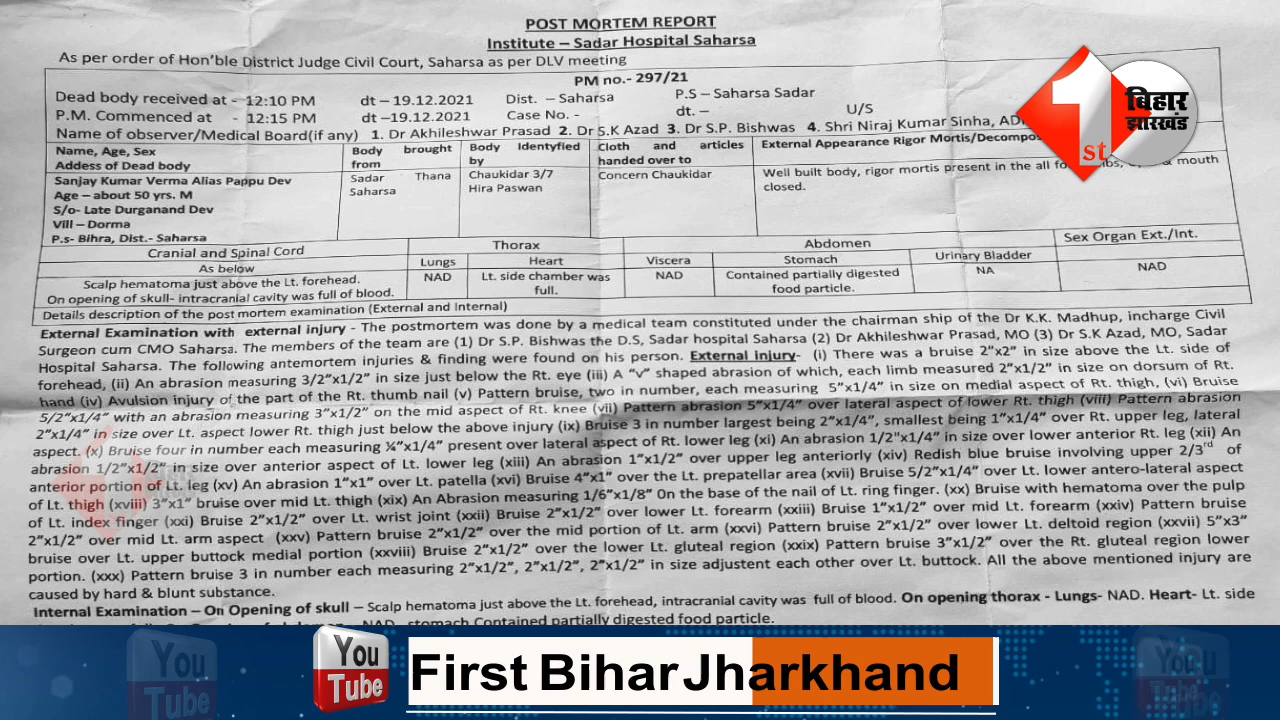 POST MORTEM REPORT
Institute – Sadar Hospital Saharsa
As per order of Hon'ble District Judge Civil Court, Saharsa as per DLV meeting
PM no.- 297/21
Dead body received at - 12:10 PM dt – 19.12.2021 Dist. – Saharsa P.S – Saharsa Sadar
P.M. Commenced at - 12:15 PM dt –19.12.2021 Case No. - dt. – U/S
Name of observer/Medical Board(if any) 1. Dr Akhileshwar Prasad 2. Dr S.K Azad 3. Dr S.P. Bishwas 4. Shri Niraj Kumar Sinha,
Name, Age, Sex
Addess of Dead body
Body brought
from
Body Identyfied
by
Cloth and articles
handed over to
External Appearance Rigor Mortis/
Sanjay Kumar Verma Alias Pappu Dev
Age – about 50 yrs. M
S/o- Late Durganand Dev
Vill – Dorma
P.s- Bihra, Dist.- Saharsa
Sadar Thana
Saharsa
Chaukidar 3/7
Hira Paswan
Concern Chaukidar
Well built body, rigor mortis present in the all & mouth
closed.
Cranial and Spinal Cord Thorax Abdomen Sex Organ Ext./Int.
As below Lungs Heart Viscera Stomach Urinary Bladder
Scalp hematoma just above the Lt. forehead.
On opening of skull- intracranial cavity was full of blood.
NAD
Lt. side chamber was
full.
NAD
Contained partially digested
food particle.
NA
NAD
Details description of the post mortem examination (External and Internal)
External Examination with external injury - The postmortem was done by a medical team constituted under the chairman ship of the Dr K.K. Madhup, incharge Civil
Surgeon cum CMO Saharsa. The members of the team are (1) Dr S.P. Bishwas the D.S, Sadar hospital Saharsa (2) Dr Akhileshwar Prasad, MO (3) Dr S.K Azad, MO, Sadar
Hospital Saharsa. The following antemortem injuries & finding were found on his person. External injury- (i) There was a bruise 2"x2" in size above the Lt. side of
forehead, (ii) An abrasion measuring 3/2"x1/2" in size just below the Rt. eye (iii) A "v" shaped abrasion of which, each limb measured 2"x1/2" in size on dorsum of Rt.
hand (iv) Avulsion injury of the part of the Rt. thumb nail (v) Pattern bruise, two in number, each measuring 5"x1/4" in size on medial aspect of Rt. thigh, (vi) Bruise
5/2"x1/4" with an abrasion measuring 3"x1/2" on the mid aspect of Rt. knee (vii) Pattern abrasion 5"x1/4" over lateral aspect of lower Rt. thigh (viii) Pattern abrasion
2"x1/4" in size over Lt. aspect lower Rt. thigh just below the above injury (ix) Bruise 3 in number largest being 2"x1/4", smallest being 1"x1/4" over Rt. upper leg, lateral
aspect. (x) Bruise four in number each measuring ¼"x1/4" present over lateral aspect of Rt. lower leg (xi) An abrasion 1/2"x1/4" in size over lower anterior Rt. leg (xii) An
abrasion 1/2"x1/2" in size over anterior aspect of Lt. lower leg (xiii) An abrasion 1"x1/2" over upper leg anteriorly (xiv) Redish blue bruise involving upper 2/3rd of
anterior portion of Lt. leg (xv) An abrasion 1"x1" over Lt. patella (xvi) Bruise 4"x1" over the Lt. prepatellar area (xvii) Bruise 5/2"x1/4" over Lt. antero-lateral aspect
of Lt. thigh (xviii) 3"x1" bruise over mid Lt. thigh (xix) An Abrasion measuring 1/6"x1/8" 0n the base of the nail of Lt. ring finger. (xx) Bruise with hematoma over the pulp
of Lt. index finger (xxi) Bruise 2"x1/2" over Lt. wrist joint (xxii) Bruise 2"x1/2" over lower Lt. forearm (xxiii) Bruise 1"x1/2" over mid Lt. forearm (xxiv) Pattern bruise
2"x1/2" over mid Lt. arm aspect (xxv) Pattern bruise 2"x1/2" over the mid portion of Lt. arm (xxvi) Pattern bruise 2"x1/2" over lower Lt. deltoid region (xxvii) 5"x3"
bruise over Lt. upper buttock medial portion (xxviii) Bruise 2"x1/2" over the lower Lt. gluteal region (xxix) Pattern bruise 3"x1/2" over the Rt. gluteal region lower
portion. (xxx) Pattern bruise 3 in number each measuring 2"x1/2", 2"x1/2", 2"x1/2" in size adjustent each other over Lt. buttock. All the above mentioned injury are
caused by hard & blunt substance.
Internal Examination – On Opening of skull – Scalp hematoma just above the Lt. forehead, intracranial cavity was full of blood. On opening thorax - Lungs- NAD. Heart- Lt. side
NAD, stomach Contained partially digested food particle.
1st
बिहार
झारखंड
You
Tube
You
Tube
First Bihar Jharkhand
You
Tube